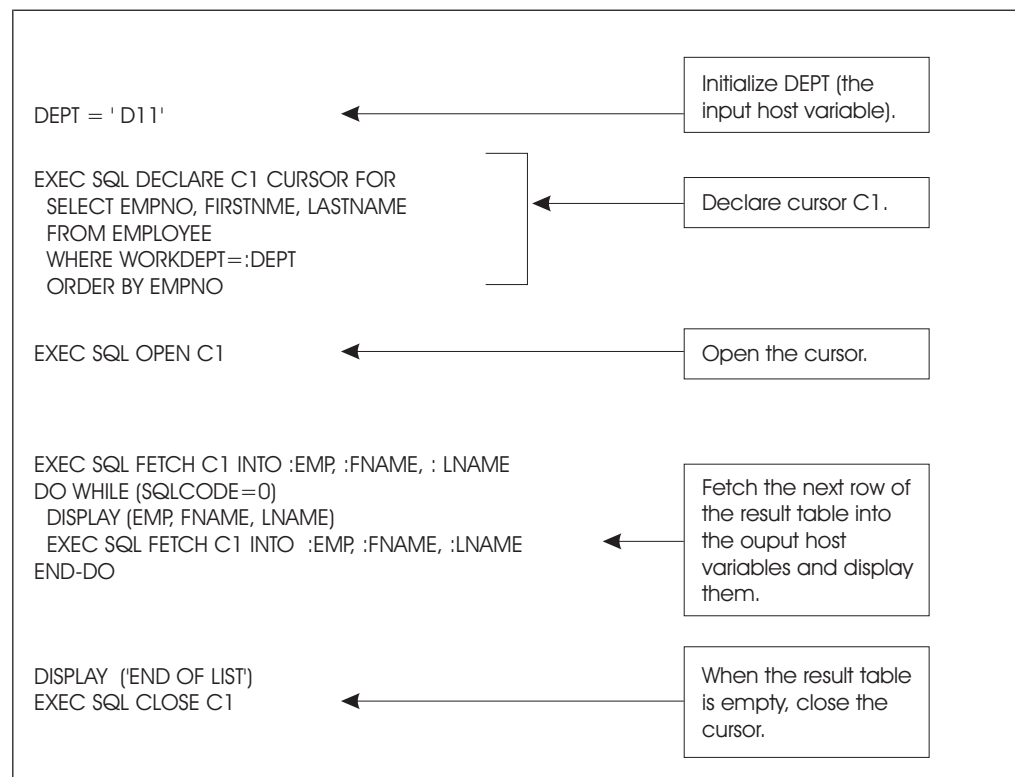 Initialize DEPT (the
input host variable).
DEPT = ' D11'
EXEC SQL DECLARE C1 CURSOR FOR
SELECT EMPNO, FIRSTNME, LASTNAME
FROM EMPLOYEE
WHERE WORKDEPT=:DEPT
ORDER BY EMPNO
Declare cursor C1.
EXEC SQL OPEN C1
Open the cursor.
EXEC SQL FETCH C1 INTO :EMP, :FNAME, : LNAME
DO WHILE (SQLCODE=0)
DISPLAY (EMP, FNAME, LNAME)
EXEC SQL FETCH C1 INTO  :EMP, :FNAME, :LNAME
END-DO
Fetch the next row of
the result table into
the ouput host
variables and display
them.
DISPLAY  ('END OF LIST')
EXEC SQL CLOSE C1
When the result table
is empty, close the
cursor.